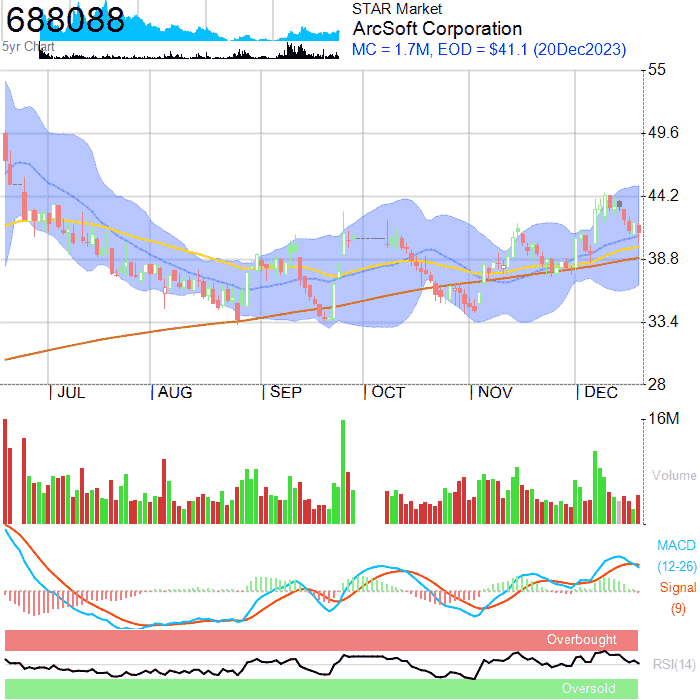 688088
5yr Chart
STAR Market
ArcSoft Corporation
MC = 1.7M, EOD = $41.1 (20Dec2023)
55
49.6
44.2
38.8
33.4
28
JUL
AUG
SEP
OCT
NOV
DEC
16M
Volume
MACD
(12-26)
Signal
(9)
Overbought
RSI(14)
Oversold